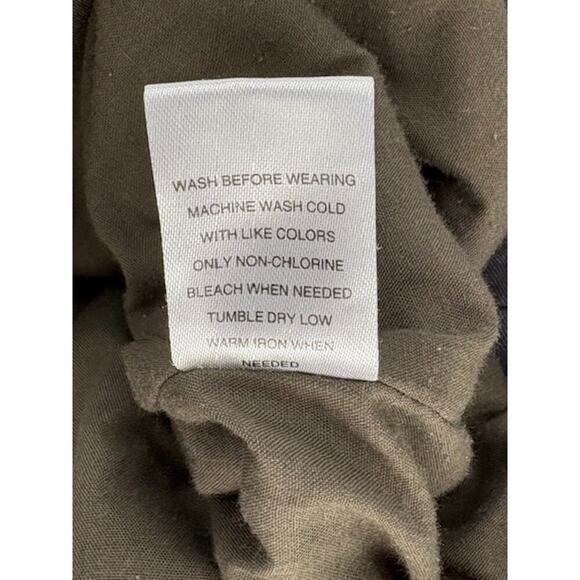 WASH BEFORE WEARING
MACHINE WASH COLD
WITH LIKE COLORS
ONLY NON-CHLORINE
BLEACH WHEN NEEDED
TUMBLE DRY LOW
WARM IRON WHEN
NEEDED